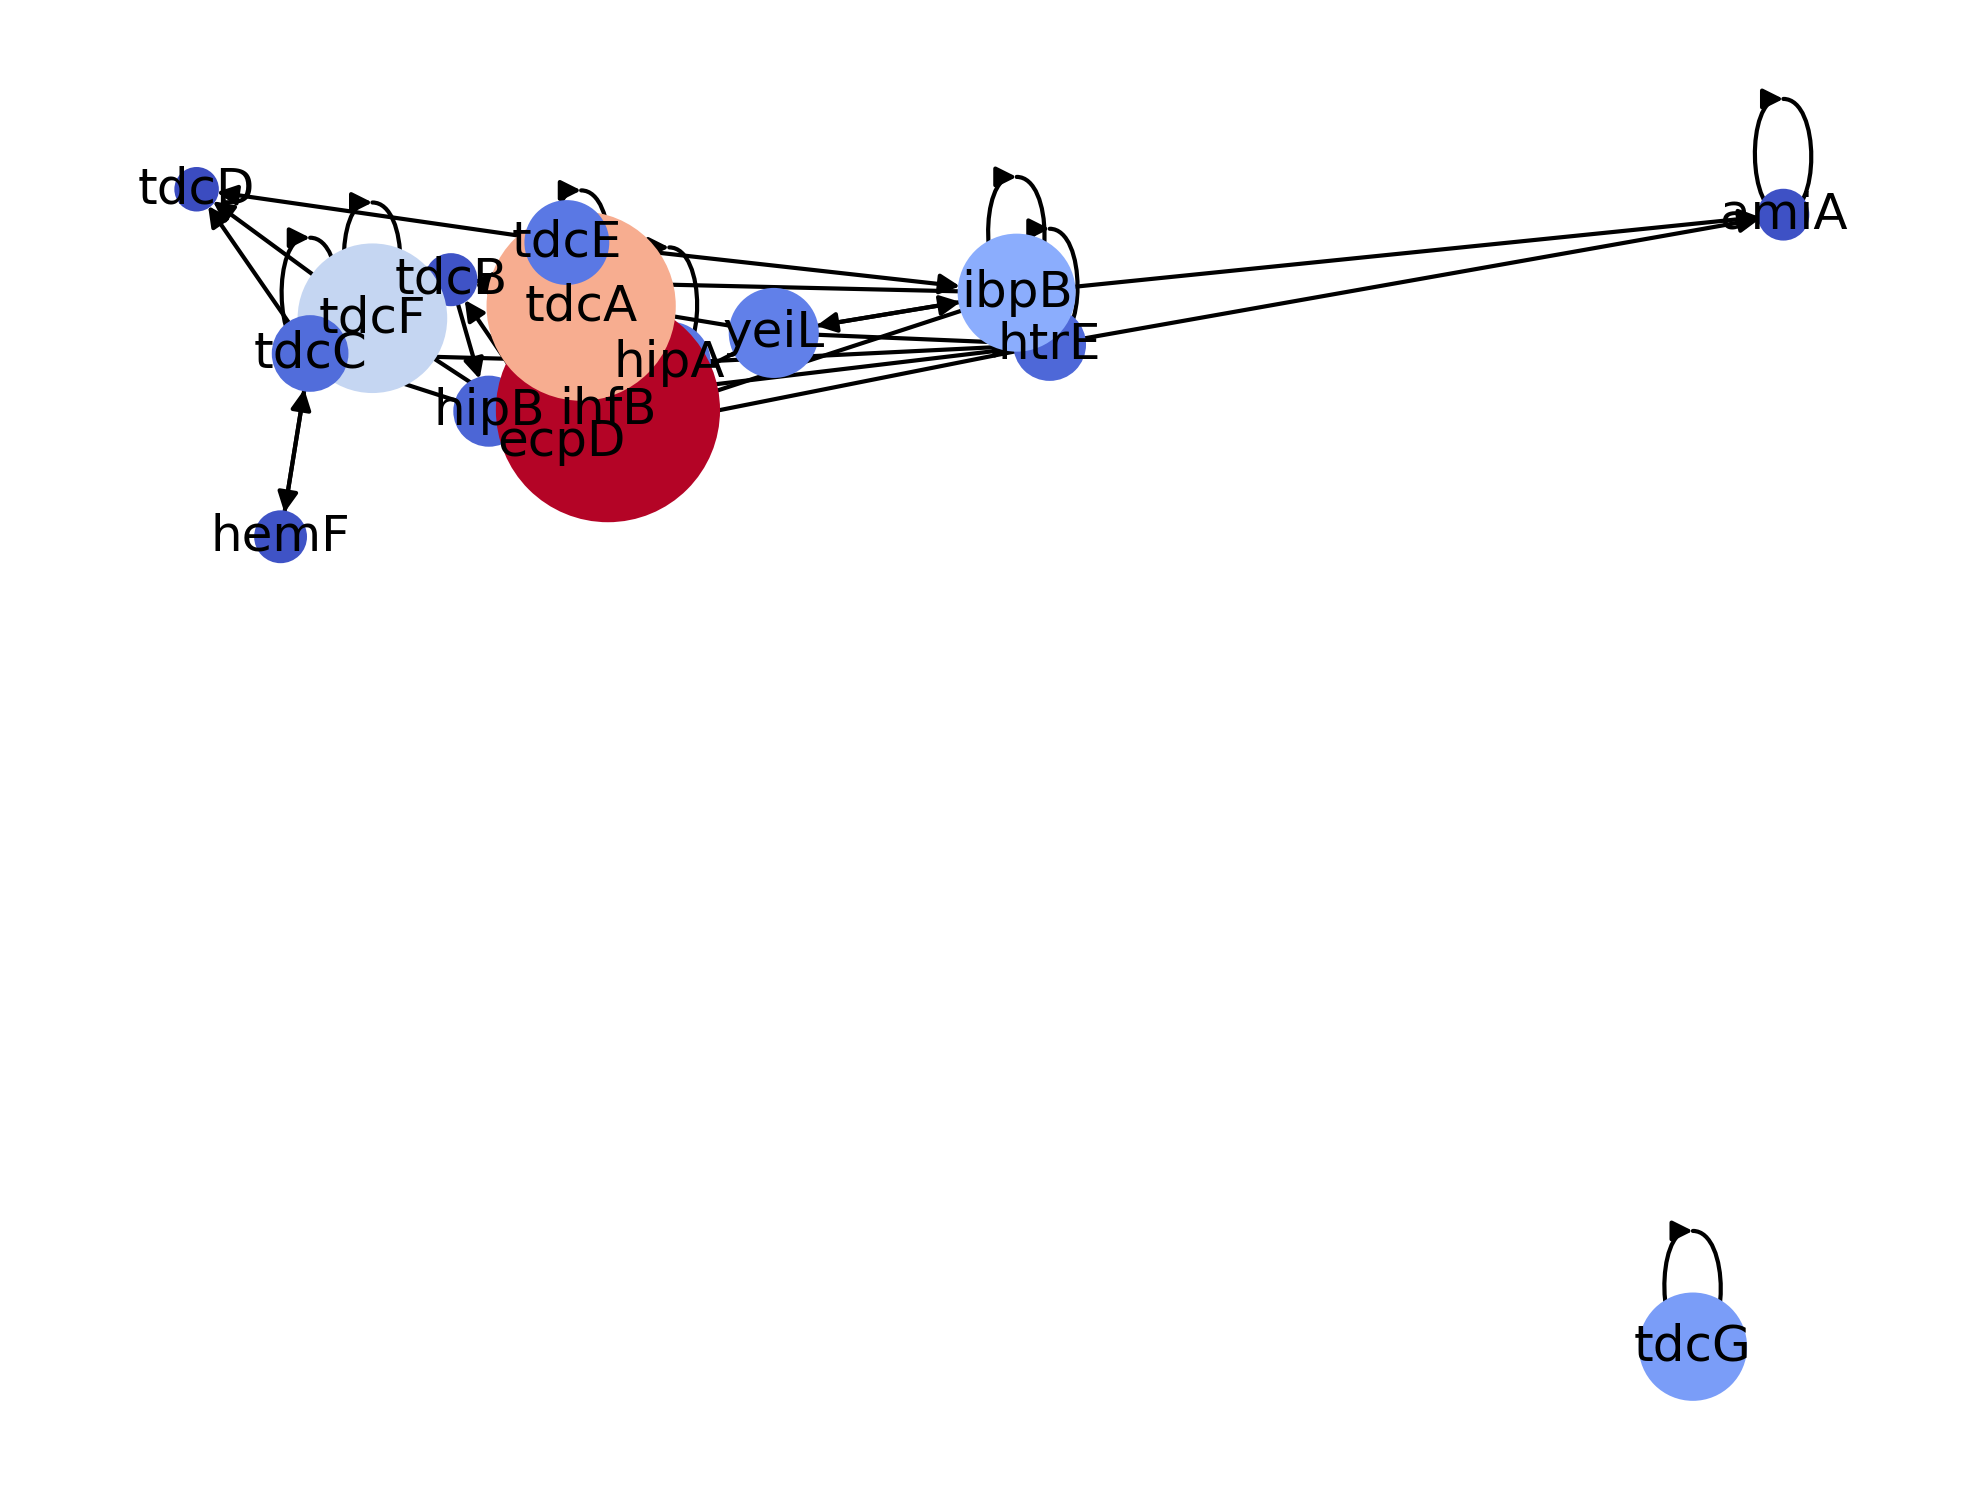 tdcD
amiA
tdcE
tdcB
ibpB
tdcA
tdcF
yeiL
htrE
tdcC
hipA
hipB
ihfB
ecpD
hemF
tdcG